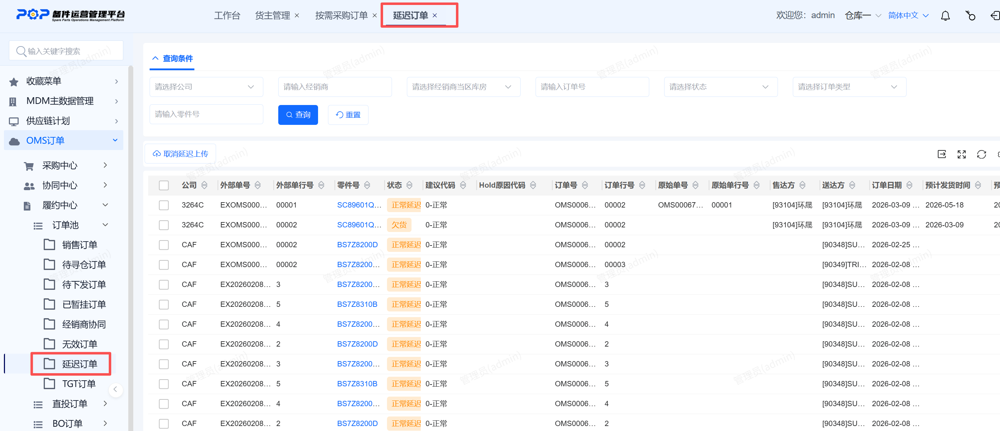 POP 备件运营管理平台
Spare Parts Operations Management Platform
工作台 货主管理 按需采购订单 延迟订单
欢迎您：admin 仓库一 简体中文
输入关键字搜索
收藏菜单
MDM主数据管理
供应链计划
OMS订单
采购中心
协同中心
履约中心
订单池
销售订单
待寻仓订单
待下发订单
已暂挂订单
经销商协同
无效订单
延迟订单
TGT订单
直投订单
BO订单
查询条件
请选择公司 请输入经销商 请选择经销商当区库房 请输入订单号 请选择状态 请选择订单类型
请输入零件号 查询 重置
取消延迟上传
公司 外部单号 外部单行号 零件号 状态 建议代码 Hold原因代码 订单号 订单行号 原始单号 原始单行号 售达方 送达方 订单日期 预计发货时间 预
3264C EXOMS000... 00001 SC89601Q... 正常延迟 0-正常 OMS0006... 00002 OMS00067... 00001 [93104]环晟 [93104]环晟 2026-03-09 ... 2026-05-18 20
3264C EXOMS000... 00002 SC89601Q... 欠货 0-正常 OMS0006... 00002 [93104]环晟 [93104]环晟 2026-03-09 ... 2026-03-09 20
CAF EXOMS000... 00002 BS7Z8200D 正常延迟 0-正常 OMS0006... 00002 [90348]SU... 2026-02-25 ...
CAF EXOMS000... 00002 BS7Z8200... 正常延迟 0-正常 OMS0006... 00003 [90349]TRI... 2026-02-08 ...
CAF EX20260208... 3 BS7Z8200... 正常延迟 0-正常 OMS0006... 3 [90348]SU... 2026-02-08 ...
CAF EX20260208... 5 BS7Z8310B 正常延迟 0-正常 OMS0006... 5 [90348]SU... 2026-02-08 ...
CAF EX20260208... 4 BS7Z8200... 正常延迟 0-正常 OMS0006... 4 [90348]SU... 2026-02-08 ...
CAF EX20260208... 2 BS7Z8200D 正常延迟 0-正常 OMS0006... 2 [90348]SU... 2026-02-08 ...
CAF EX20260208... 3 BS7Z8200... 正常延迟 0-正常 OMS0006... 3 [90348]SU... 2026-02-08 ...
CAF EX20260208... 5 BS7Z8310B 正常延迟 0-正常 OMS0006... 5 [90348]SU... 2026-02-08 ...
CAF EX20260208... 4 BS7Z8200... 正常延迟 0-正常 OMS0006... 4 [90348]SU... 2026-02-08 ...
CAF EX20260208... 2 BS7Z8200D 正常延迟 0-正常 OMS0006... 2 [90348]SU... 2026-02-08 ...
管理员(admin)